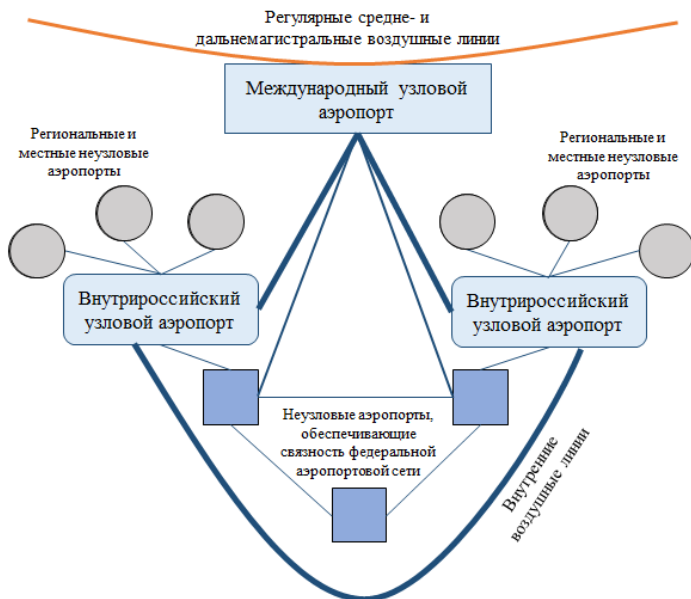 Регулярные средне- и
дальнемагистральные воздушные линии
Международный узловой
аэропорт
Региональные и
местные неузловые
аэропорты
Региональные и
местные неузловые
аэропорты
Внутрироссийский
узловой аэропорт
Внутрироссийский
узловой аэропорт
Неузловые аэропорты,
обеспечивающие
связность федеральной
аэропортовой сети
Внутренние
воздушные линии